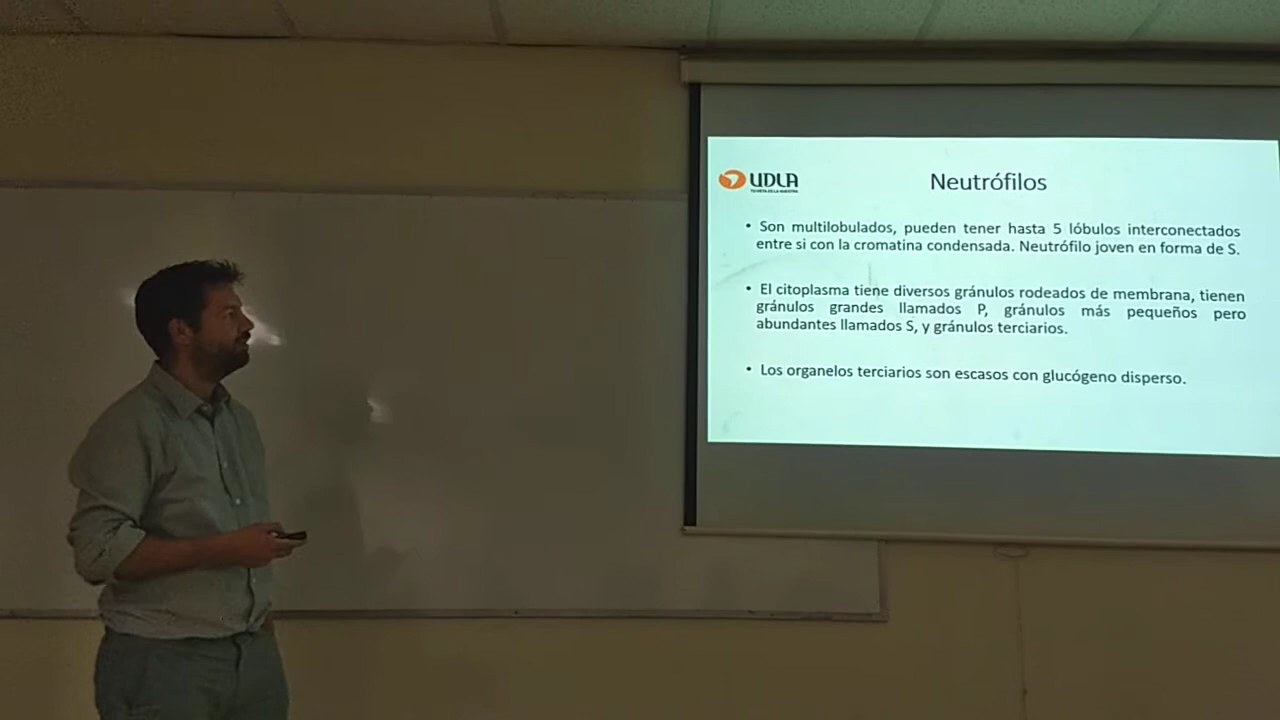 UDLA
Neutrófilos
• Son multilobulados, pueden tener hasta 5 lóbulos interconectados
entre si con la cromatina condensada. Neutrófilo joven en forma de S.
• El citoplasma tiene diversos gránulos rodeados de membrana, tienen
gránulos grandes llamados P, gránulos más pequeños pero
abundantes llamados S, y gránulos terciarios.
• Los organelos terciarios son escasos con glucógeno disperso.